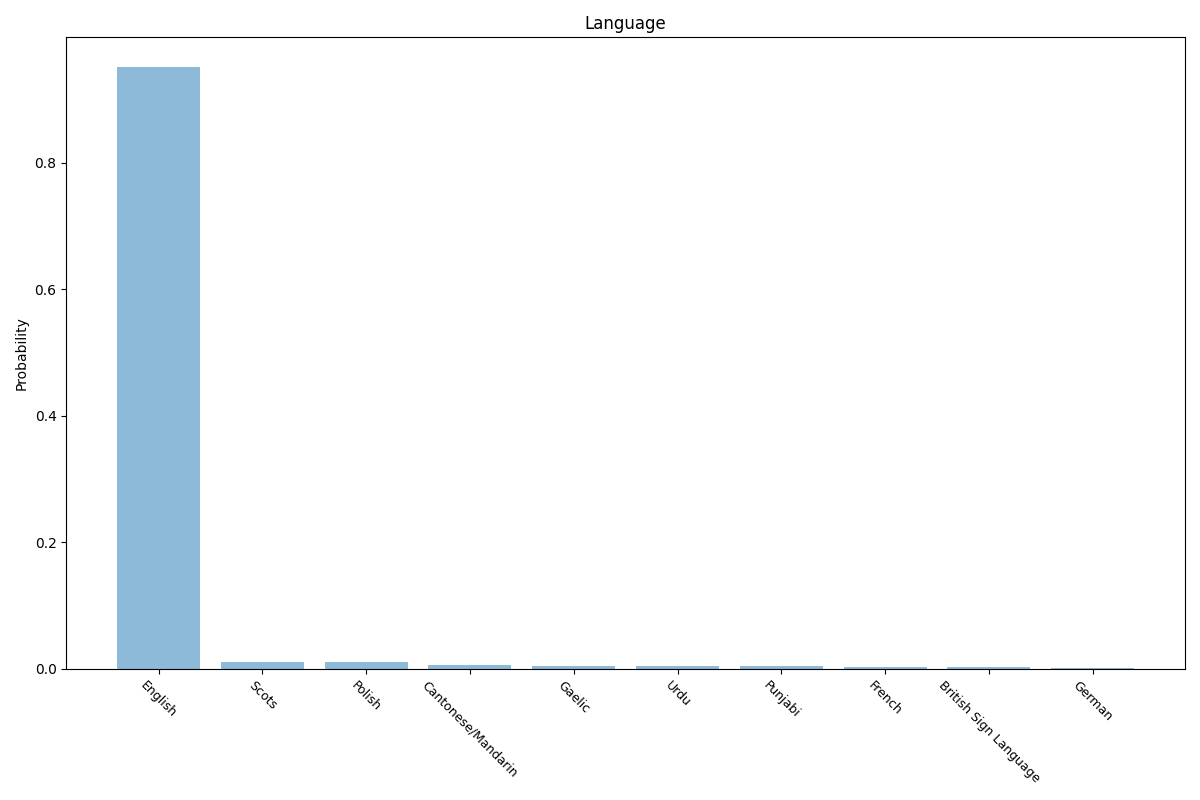 Language
Probability
0.8
0.6
0.4
0.2
0.0
English
Scots
Polish
Cantonese/Mandarin
Gaelic
Urdu
Punjabi
French
British Sign Language
German